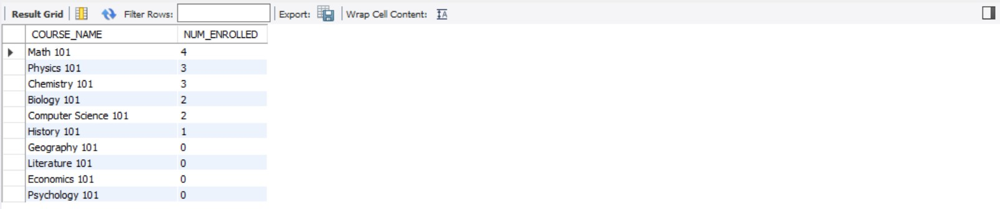 Result Grid Filter Rows: Export: Wrap Cell Content: IA
COURSE_NAME NUM_ENROLLED
Math 101 4
Physics 101 3
Chemistry 101 3
Biology 101 2
Computer Science 101 2
History 101 1
Geography 101 0
Literature 101 0
Economics 101 0
Psychology 101 0